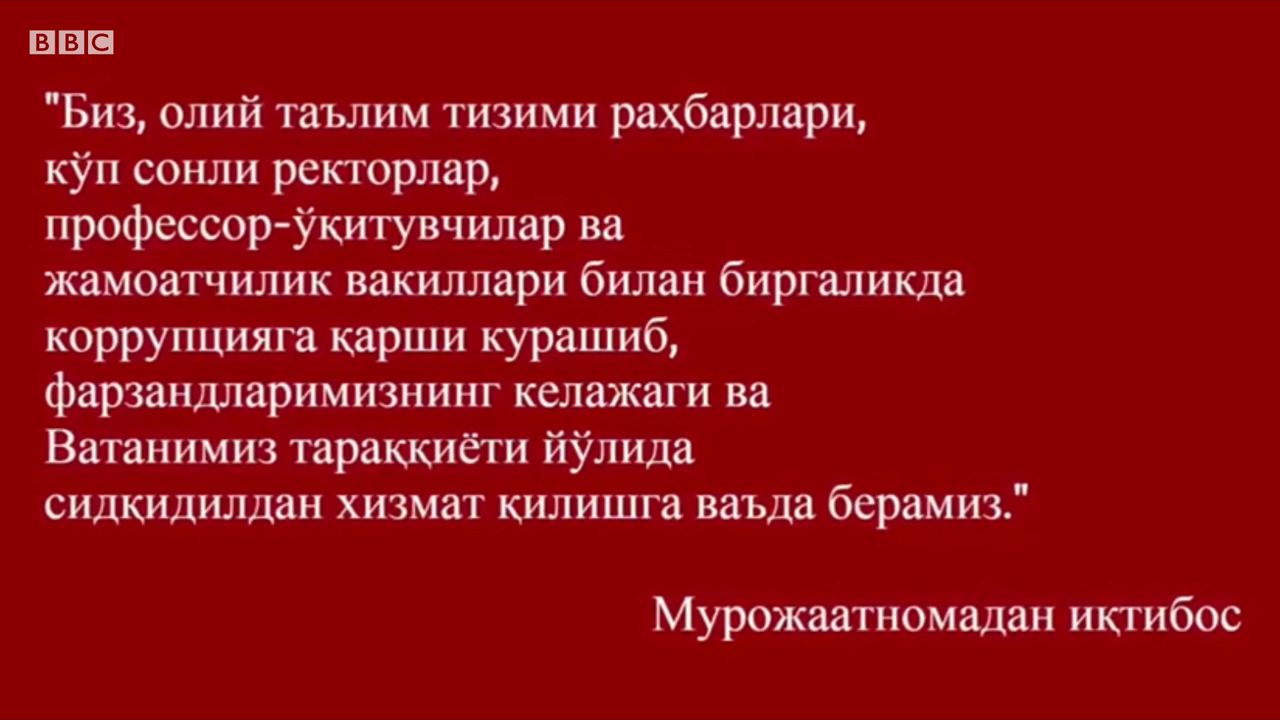 BBC
"Биз, олий таълим тизими раҳбарлари,
кўп сонли ректорлар,
профессор-ўқитувчилар ва
жамоатчилик вакиллари билан биргаликда
коррупцияга қарши курашиб,
фарзандларимизнинг келажаги ва
Ватанимиз тараққиёти йўлида
сидқидилдан хизмат қилишга ваъда берамиз."
Мурожаатномадан иқтибос